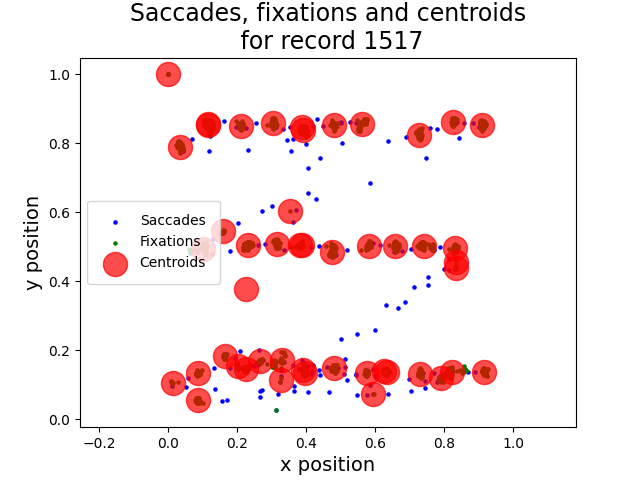 Saccades, fixations and centroids
for record 1517
1.0
0.8
0.6
0.4
0.2
0.0
y position
Saccades
Fixations
Centroids
−0.2
0.0
0.2
0.4
0.6
0.8
1.0
x position